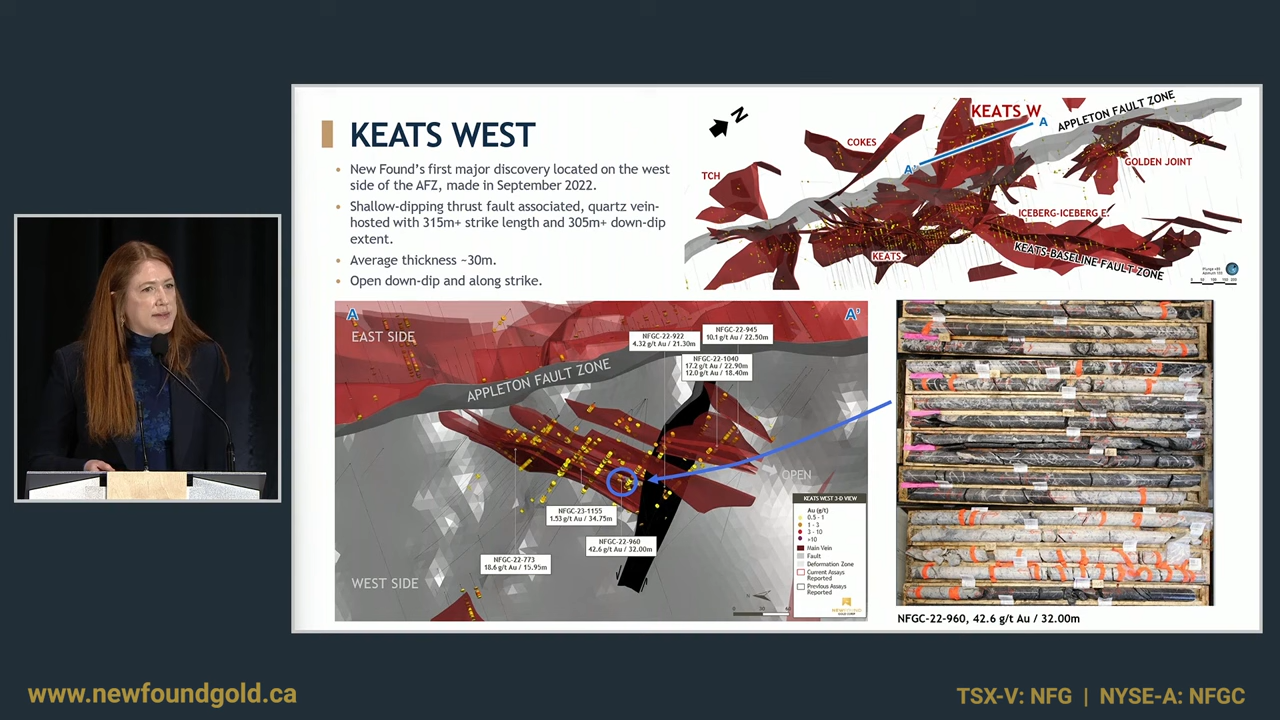 KEATS WEST
• New Found's first major discovery located on the west
side of the AFZ, made in September 2022.
• Shallow-dipping thrust fault associated, quartz vein-
hosted with 315m+ strike length and 305m+ down-dip
extent.
• Average thickness ~30m.
• Open down-dip and along strike.
N
KEATS W
A
APPLETON FAULT ZONE
COKES
A'
GOLDEN JOINT
TCH
ICEBERG-ICEBERG E.
KEATS
KEATS-BASELINE FAULT ZONE
A
A'
EAST SIDE
NFGC-22-922
4.32 g/t Au / 21.30m
NFGC-22-945
10.1 g/t Au / 22.50m
NFGC-22-1040
17.2 g/t Au / 22.90m
12.0 g/t Au / 18.40m
APPLETON FAULT ZONE
OPEN
NFGC-23-1155
1.53 g/t Au / 34.75m
NFGC-22-960
42.6 g/t Au / 32.00m
NFGC-22-773
18.6 g/t Au / 15.95m
WEST SIDE
KEATS WEST 3-D VIEW
Au (g/t)
0.5 - 1
1 - 3
3 - 10
>10
Main Vein
Fault
Deformation Zone
Current Assays
Reported
Previous Assays
Reported
NFGC-22-960, 42.6 g/t Au / 32.00m
www.newfoundgold.ca
TSX-V: NFG | NYSE-A: NFGC